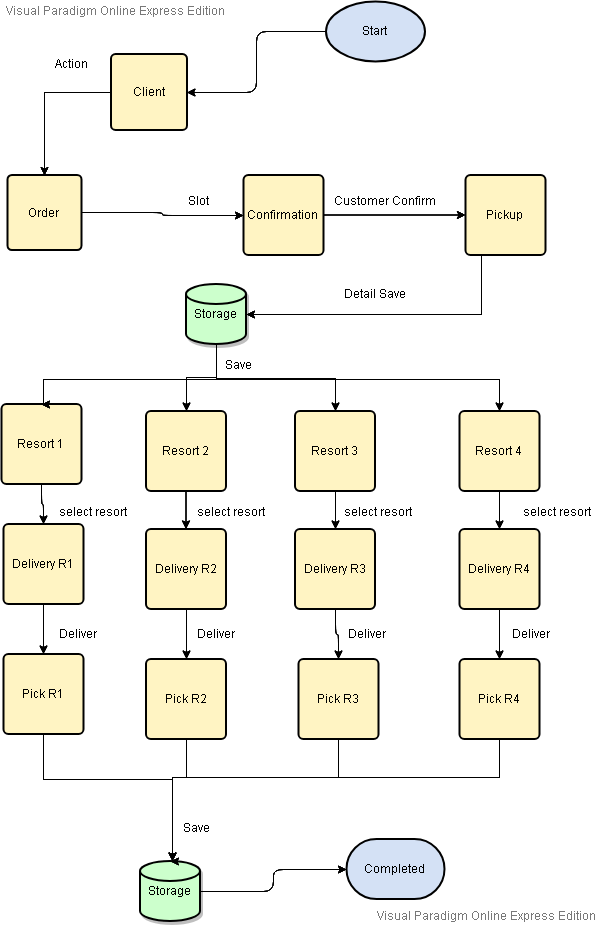 Visual Paradigm Online Express Edition
Start
Action
Client
Order
Slot
Confirmation
Customer Confirm
Pickup
Detail Save
Storage
Save
Resort 1
Resort 2
Resort 3
Resort 4
select resort
select resort
select resort
select resort
Delivery R1
Delivery R2
Delivery R3
Delivery R4
Deliver
Deliver
Deliver
Deliver
Pick R1
Pick R2
Pick R3
Pick R4
Save
Storage
Completed
Visual Paradigm Online Express Edition